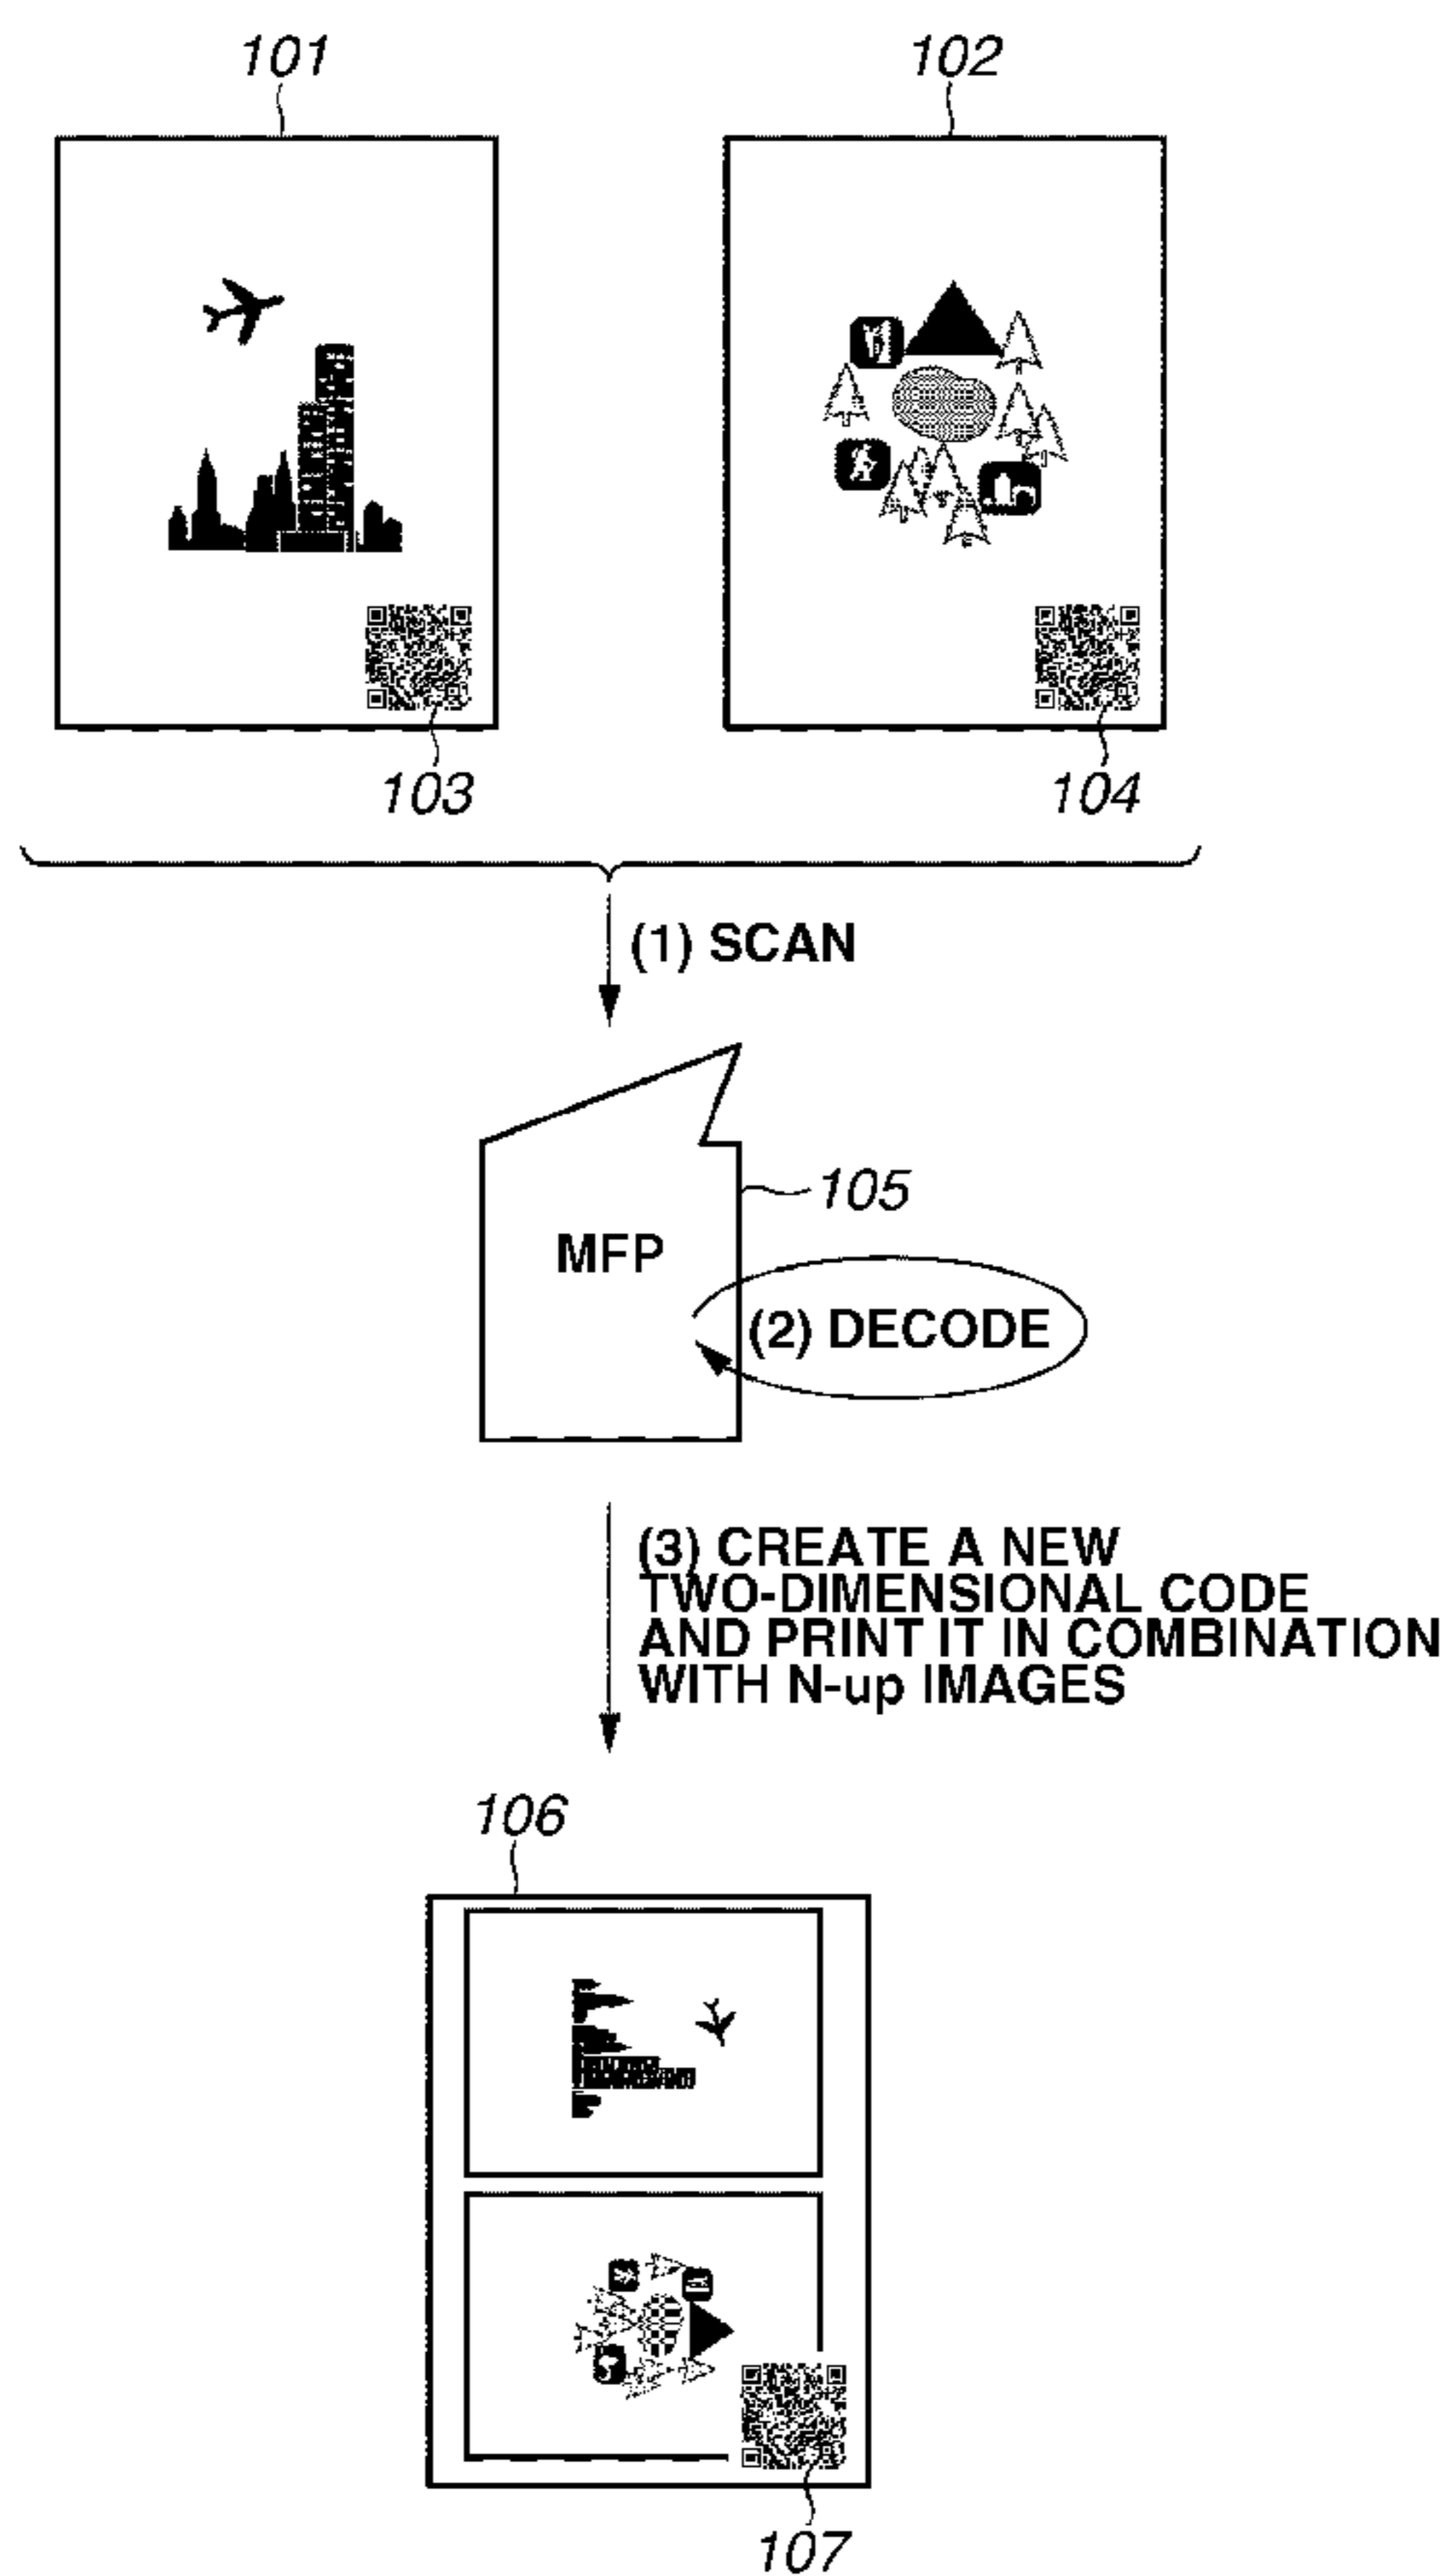 101
102
103
104
(1) SCAN
105
MFP
(2) DECODE
(3) CREATE A NEW
TWO-DIMENSIONAL CODE
AND PRINT IT IN COMBINATION
WITH N-up IMAGES
106
107